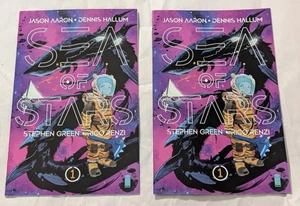 JASON AARON • DENNIS HALLUM
SEA
OF
STARS
STEPHEN GREEN • RICO RENZI
1
JASON AARON • DENNIS HALLUM
SEA
OF
STARS
STEPHEN GREEN • RICO RENZI
1